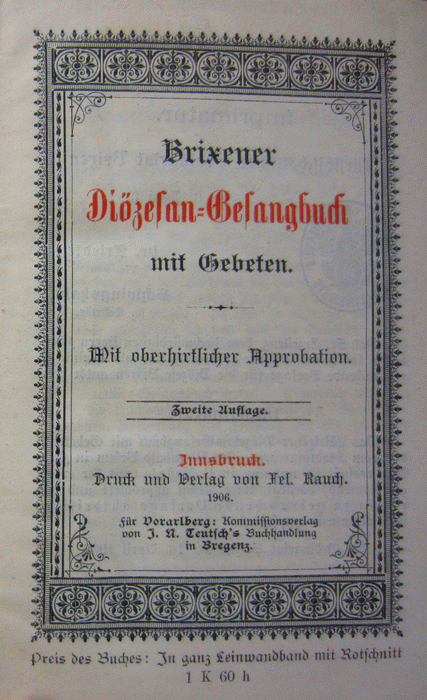 Brixener
Diözesan-Gesangbuch
mit Gebeten.
Mit oberhirtlicher Approbation.
Zweite Auflage.
Innsbruck.
Druck und Verlag von Fel. Rauch.
1906.
für Vorarlberg: Kommissionsverlag
von J. N. Teutsch's Buchhandlung
in Bregenz.
Preis des Buches: In ganz Leinwandband mit Rotschnitt
1 K 60 h